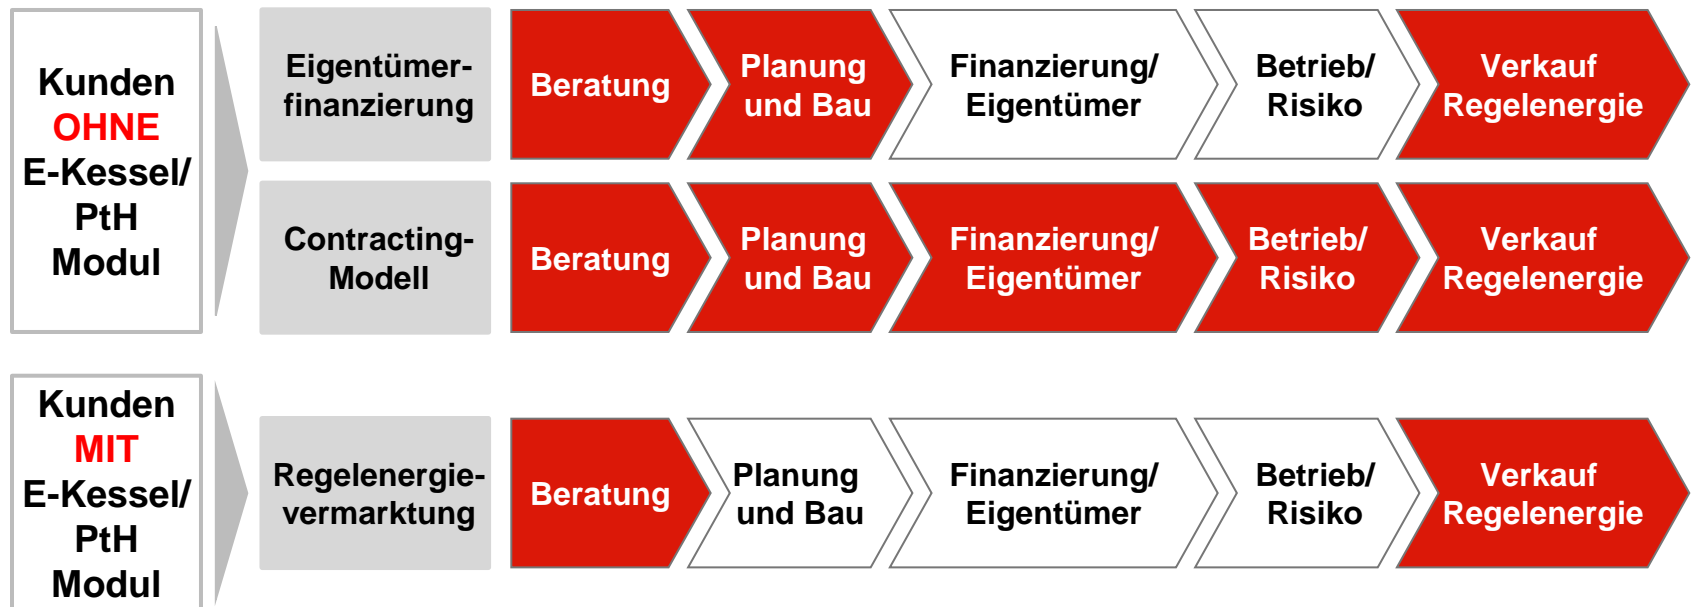 Kunden
OHNE
E-Kessel/
PtH
Modul
Eigentümer-
finanzierung
Beratung
Planung
und Bau
Finanzierung/
Eigentümer
Betrieb/
Risiko
Verkauf
Regelenergie
Contracting-
Modell
Beratung
Planung
und Bau
Finanzierung/
Eigentümer
Betrieb/
Risiko
Verkauf
Regelenergie
Kunden
MIT
E-Kessel/
PtH
Modul
Regelenergie-
vermarktung
Beratung
Planung
und Bau
Finanzierung/
Eigentümer
Betrieb/
Risiko
Verkauf
Regelenergie